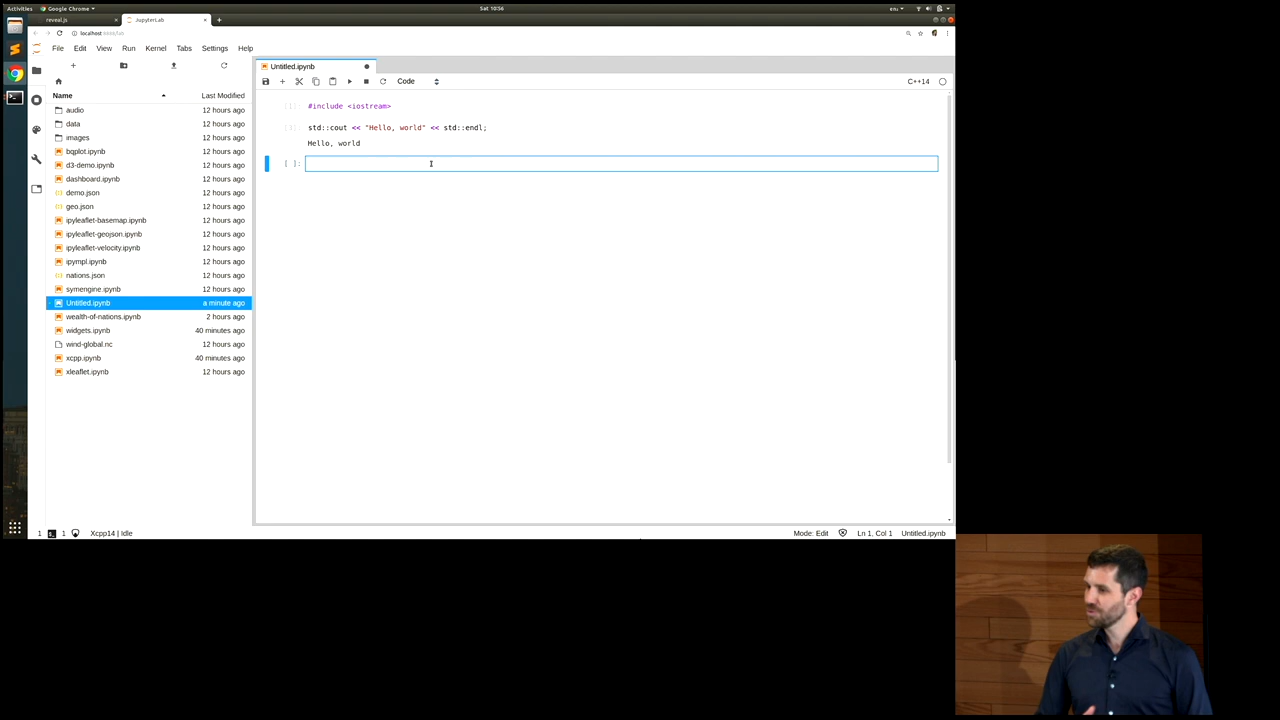 Activities Google Chrome Sat 10:56 en₁
reveal.js × JupyterLab × +
localhost:8888/lab
File Edit View Run Kernel Tabs Settings Help
Untitled.ipynb
Code C++14
Name Last Modified
audio 12 hours ago
data 12 hours ago
images 12 hours ago
bqplot.ipynb 12 hours ago
d3-demo.ipynb 12 hours ago
dashboard.ipynb 12 hours ago
demo.json 12 hours ago
geo.json 12 hours ago
ipyleaflet-basemap.ipynb 12 hours ago
ipyleaflet-geojson.ipynb 12 hours ago
ipyleaflet-velocity.ipynb 12 hours ago
ipympl.ipynb 12 hours ago
nations.json 12 hours ago
symengine.ipynb 12 hours ago
Untitled.ipynb a minute ago
wealth-of-nations.ipynb 2 hours ago
widgets.ipynb 40 minutes ago
wind-global.nc 12 hours ago
xcpp.ipynb 40 minutes ago
xleaflet.ipynb 12 hours ago
#include <iostream>
std::cout << "Hello, world" << std::endl;
Hello, world
[ ]:
1 1 Xcpp14 | Idle Mode: Edit Ln 1, Col 1 Untitled.ipynb